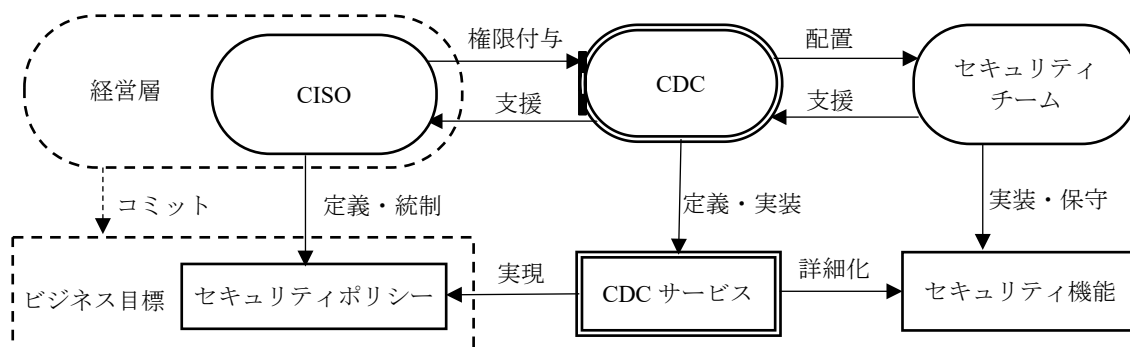 権限付与
配置
経営層
CISO
CDC
セキュリティ
チーム
支援
支援
コミット
定義・統制
定義・実装
実装・保守
ビジネス目標
セキュリティポリシー
実現
CDC サービス
詳細化
セキュリティ機能